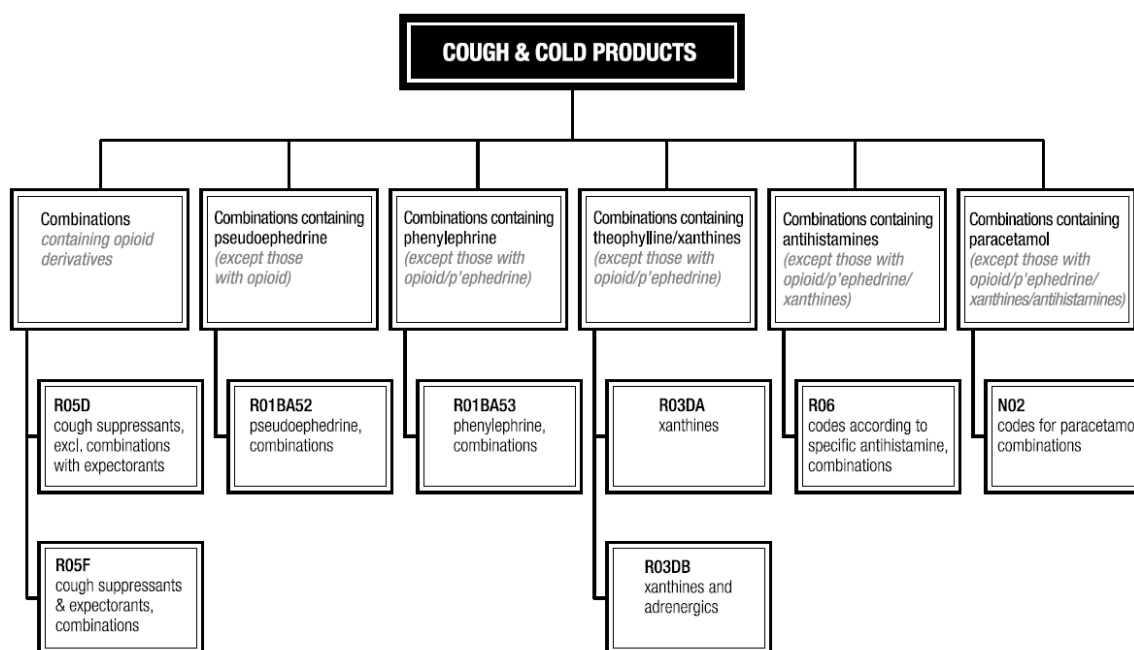 COUGH & COLD PRODUCTS
Combinations
containing opioid
derivatives
Combinations containing
pseudoephedrine
(except those
with opioid)
Combinations containing
phenylephrine
(except those with
opioid/p'ephedrine)
Combinations containing
theophylline/xanthines
(except those with
opioid/p'ephedrine)
Combinations containing
antihistamines
(except those with
opioid/p'ephedrine/
xanthines)
Combinations containing
paracetamol
(except those with
opioid/p'ephedrine/
xanthines/antihistamines)
R05D
cough suppressants,
excl. combinations
with expectorants
R01BA52
pseudoephedrine,
combinations
R01BA53
phenylephrine,
combinations
R03DA
xanthines
R06
codes according to
specific antihistamine,
combinations
N02
codes for paracetamo
combinations
R05F
cough suppressants
& expectorants,
combinations
R03DB
xanthines and
adrenergics